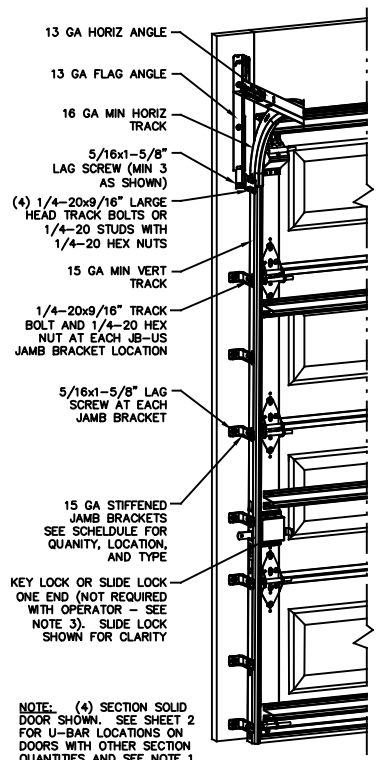 13 GA HORIZ ANGLE
13 GA FLAG ANGLE
16 GA MIN HORIZ
TRACK
5/16x1-5/8"
LAG SCREW (MIN 3
AS SHOWN)
(4) 1/4-20x9/16" LARGE
HEAD TRACK BOLTS OR
1/4-20 STUDS WITH
1/4-20 HEX NUTS
15 GA MIN VERT
TRACK
1/4-20x9/16" TRACK
BOLT AND 1/4-20 HEX
NUT AT EACH JB-US
JAMB BRACKET LOCATION
5/16x1-5/8" LAG
SCREW AT EACH
JAMB BRACKET
15 GA STIFFENED
JAMB BRACKETS
SEE SCHELDULE FOR
QUANITY, LOCATION,
AND TYPE
KEY LOCK OR SLIDE LOCK
ONE END (NOT REQUIRED
WITH OPERATOR - SEE
NOTE 3). SLIDE LOCK
SHOWN FOR CLARITY
NOTE: (4) SECTION SOLID
DOOR SHOWN. SEE SHEET 2
FOR U-BAR LOCATIONS ON
DOORS WITH OTHER SECTION
QUANTITIES AND SEE NOTE 1